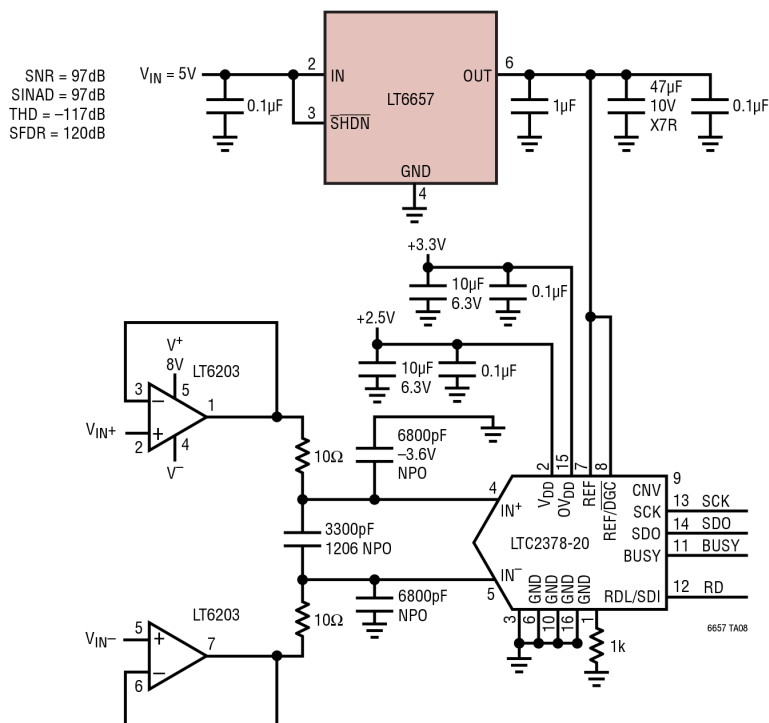 SNR = 97dB
SINAD = 97dB
THD = –117dB
SFDR = 120dB
VIN = 5V
0.1µF
2
IN
3
SHDN
LT6657
OUT
6
GND
4
1µF
47µF
10V
X7R
0.1µF
+3.3V
10µF
6.3V
0.1µF
+2.5V
10µF
6.3V
0.1µF
V+
8V
LT6203
3
5
–
1
VIN+
+
2
4
V–
10Ω
6800pF
–3.6V
NPO
3300pF
1206 NPO
6800pF
NPO
10Ω
LT6203
VIN–
5
+
7
6
–
2
15
7
8
VDD
OVDD
REF
REF/DGC
9
CNV
4
IN+
SCK
13
SCK
SDO
14
SDO
LTC2378-20
BUSY
11
BUSY
IN–
5
GND
GND
GND
GND
RDL/SDI
12
RD
3
6
10
16
1
1k
6657 TA08